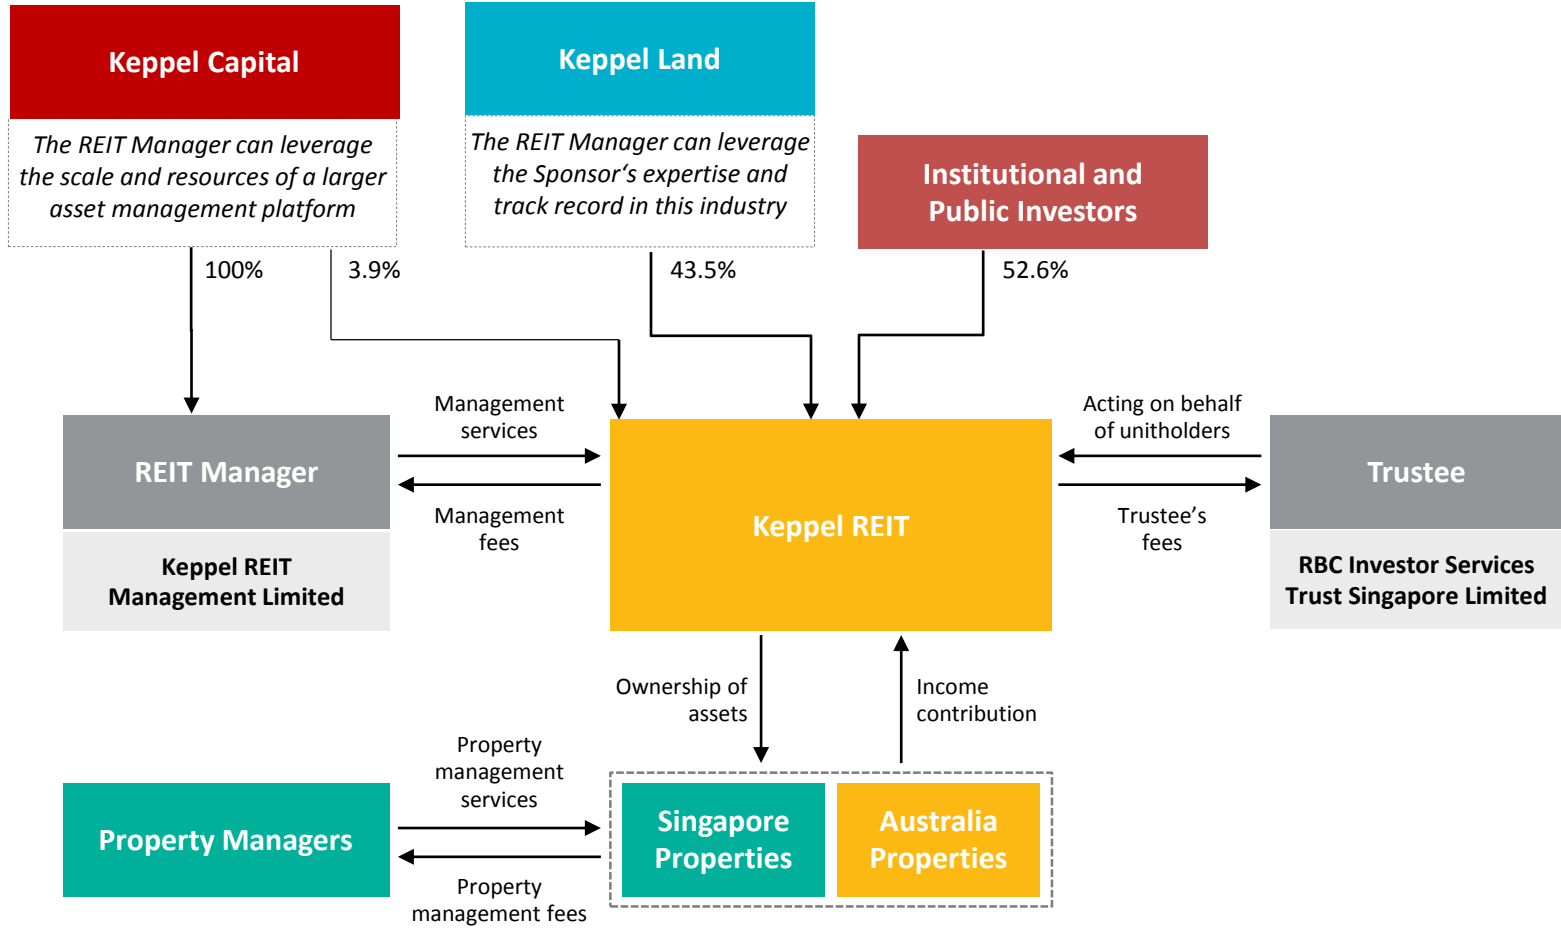 Keppel Capital
The REIT Manager can leverage
the scale and resources of a larger
asset management platform
Keppel Land
The REIT Manager can leverage
the Sponsor‘s expertise and
track record in this industry
Institutional and
Public Investors
100%
3.9%
43.5%
52.6%
REIT Manager
Keppel REIT
Management Limited
Management
services
Management
fees
Keppel REIT
Acting on behalf
of unitholders
Trustee’s
fees
Trustee
RBC Investor Services
Trust Singapore Limited
Ownership of
assets
Income
contribution
Property Managers
Property
management
services
Property
management fees
Singapore
Properties
Australia
Properties